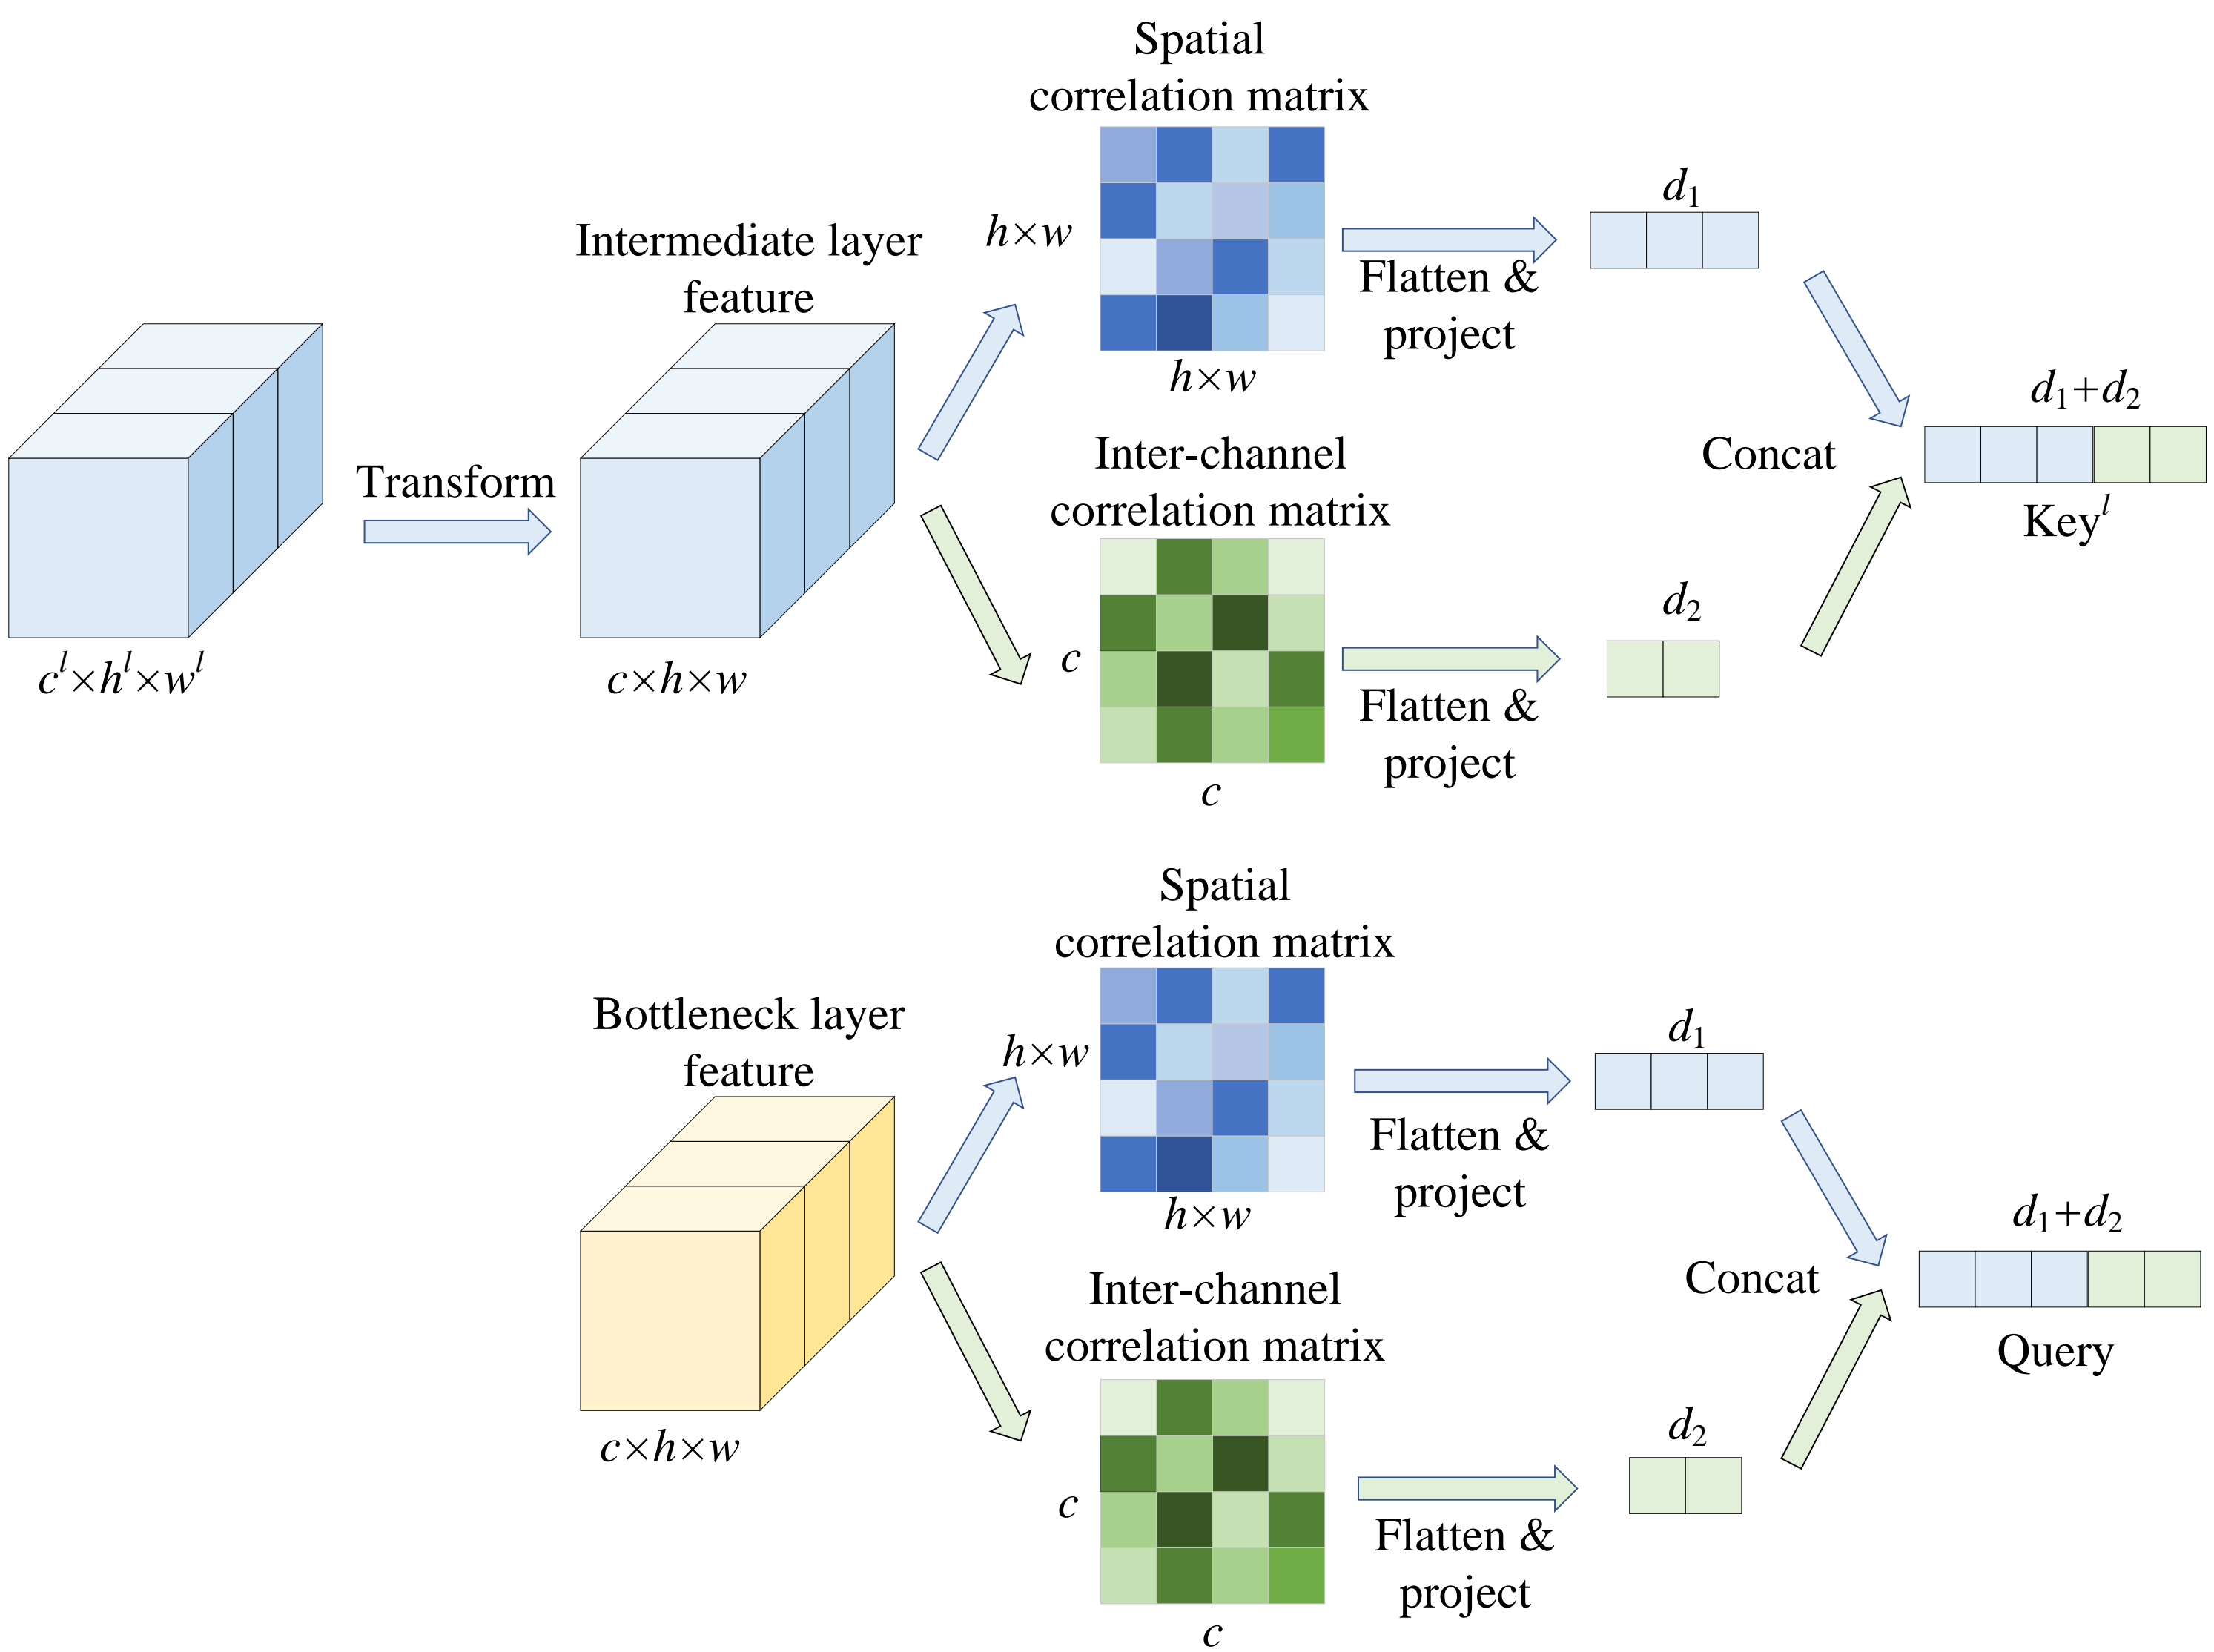 Spatial
correlation matrix
h×w
h×w
Intermediate layer
feature
Transform
c^l×h^l×w^l
c×h×w
Flatten &
project
d₁
Inter-channel
correlation matrix
c
c
Flatten &
project
d₂
Concat
d₁+d₂
Key^l
Spatial
correlation matrix
h×w
h×w
Bottleneck layer
feature
c×h×w
Flatten &
project
d₁
Inter-channel
correlation matrix
c
c
Flatten &
project
d₂
Concat
d₁+d₂
Query